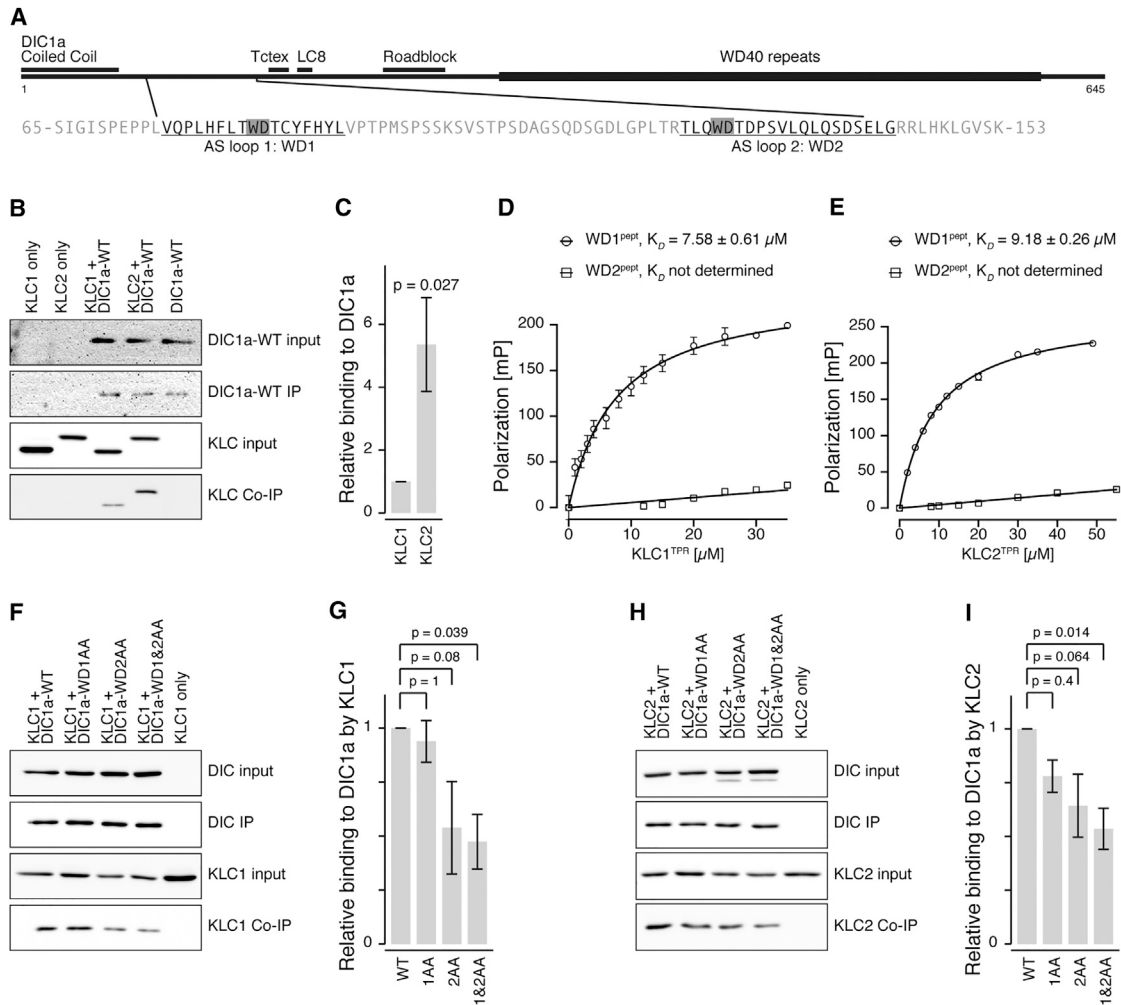 A
DIC1a
Coiled Coil
Tctex
LC8
Roadblock
WD40 repeats
1
645
65-SIGISPEPPLVQPLHFLTWDTCYFHYLVPTPMSPSSKSVSTPSDAGSQDSGDLGPLTRTLQWDTDPSVLQLQSDSELGRRLHKLGVSK-153
AS loop 1: WD1
AS loop 2: WD2
B
KLC1 only
KLC2 only
KLC1 +
DIC1a-WT
KLC2 +
DIC1a-WT
DIC1a-WT
DIC1a-WT input
DIC1a-WT IP
KLC input
KLC Co-IP
C
p = 0.027
Relative binding to DIC1a
6
4
2
0
KLC1
KLC2
D
WD1pept, KD = 7.58 ± 0.61 µM
WD2pept, KD not determined
Polarization [mP]
200
150
100
50
0
0
10
20
30
KLC1TPR [µM]
E
WD1pept, KD = 9.18 ± 0.26 µM
WD2pept, KD not determined
Polarization [mP]
250
200
150
100
50
0
0
10
20
30
40
50
KLC2TPR [µM]
F
KLC1 +
DIC1a-WT
KLC1 +
DIC1a-WD1AA
KLC1 +
DIC1a-WD2AA
KLC1 +
DIC1a-WD1&2AA
KLC1 only
DIC input
DIC IP
KLC1 input
KLC1 Co-IP
G
p = 0.039
p = 0.08
p = 1
Relative binding to DIC1a by KLC1
1
0
WT
1AA
2AA
1&2AA
H
KLC2 +
DIC1a-WT
KLC2 +
DIC1a-WD1AA
KLC2 +
DIC1a-WD2AA
KLC2 +
DIC1a-WD1&2AA
KLC2 only
DIC input
DIC IP
KLC2 input
KLC2 Co-IP
I
p = 0.014
p = 0.064
p = 0.4
Relative binding to DIC1a by KLC2
1
0
WT
1AA
2AA
1&2AA